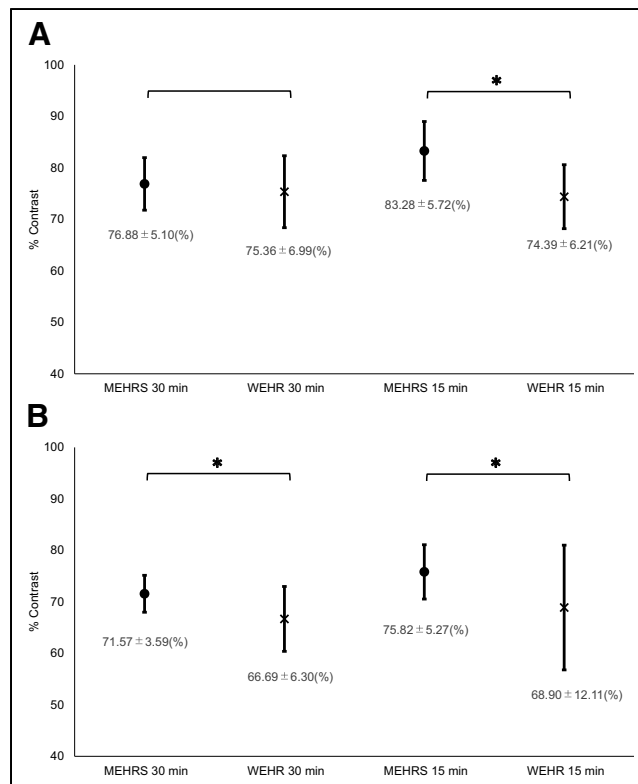 A
% Contrast
100
90
80
70
60
50
40
*
76.88 ± 5.10(%)
75.36 ± 6.99(%)
83.28 ± 5.72(%)
74.39 ± 6.21(%)
MEHRS 30 min WEHR 30 min MEHRS 15 min WEHR 15 min
B
% Contrast
100
90
80
70
60
50
40
* *
71.57 ± 3.59(%)
66.69 ± 6.30(%)
75.82 ± 5.27(%)
68.90 ± 12.11(%)
MEHRS 30 min WEHR 30 min MEHRS 15 min WEHR 15 min